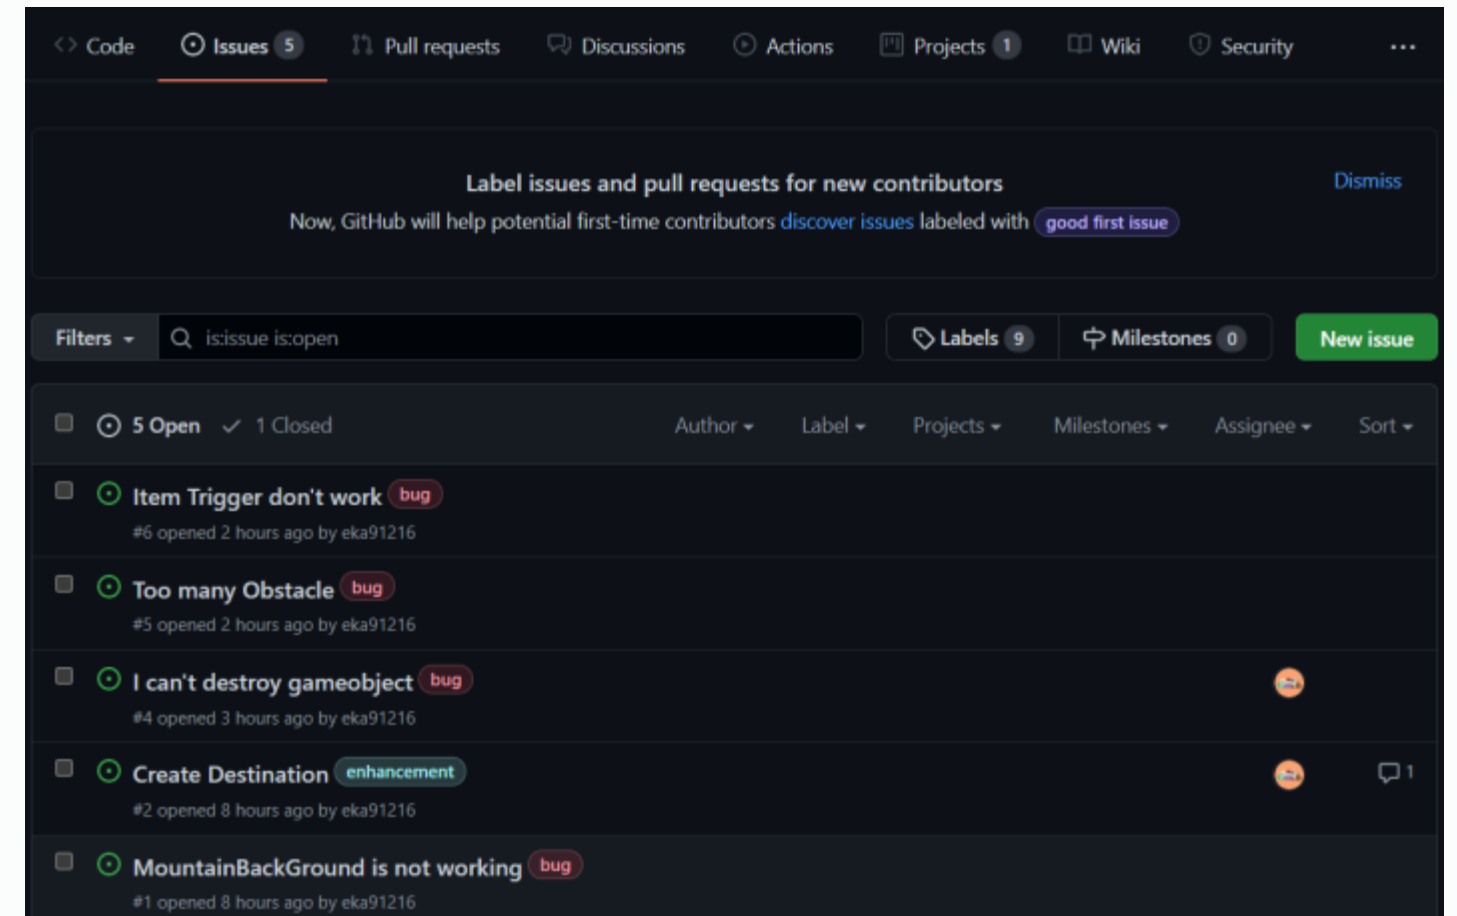 Code Issues 5 Pull requests Discussions Actions Projects 1 Wiki Security ...
Label issues and pull requests for new contributors
Dismiss
Now, GitHub will help potential first-time contributors discover issues labeled with good first issue
Filters is:issue is:open Labels 9 Milestones 0 New issue
5 Open 1 Closed Author Label Projects Milestones Assignee Sort
Item Trigger don't work bug
#6 opened 2 hours ago by eka91216
Too many Obstacle bug
#5 opened 2 hours ago by eka91216
I can't destroy gameobject bug
#4 opened 3 hours ago by eka91216
Create Destination enhancement 1
#2 opened 8 hours ago by eka91216
MountainBackGround is not working bug
#1 opened 8 hours ago by eka91216